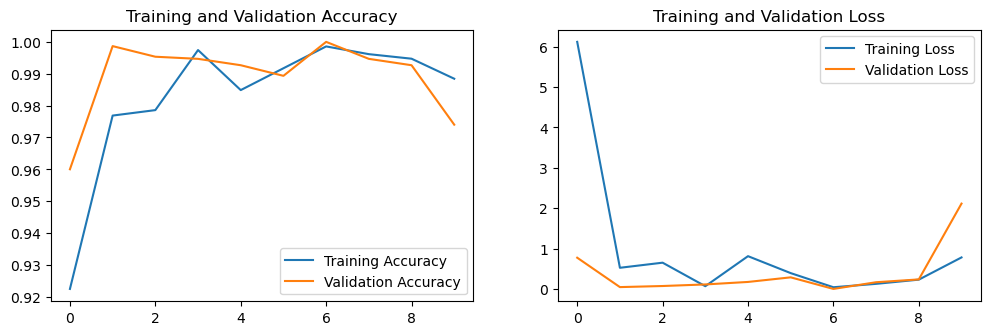 Training and Validation Accuracy
1.00
0.99
0.98
0.97
0.96
0.95
0.94
0.93
0.92
0 2 4 6 8
Training Accuracy
Validation Accuracy
Training and Validation Loss
6
5
4
3
2
1
0
0 2 4 6 8
Training Loss
Validation Loss